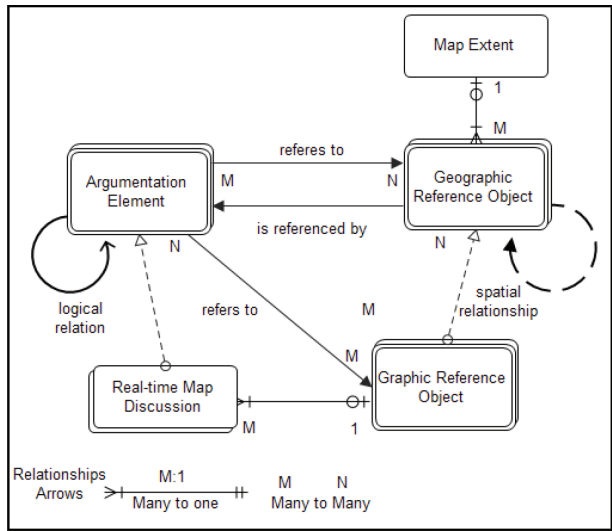 Map Extent
1
M
referes to
Argumentation
Element
M
N
Geographic
Reference Object
is referenced by
N
N
logical
relation
spatial
relationship
refers to
M
M
Real-time Map
Discussion
Graphic Reference
Object
M
1
Relationships
Arrows
M:1
Many to one
M N
Many to Many